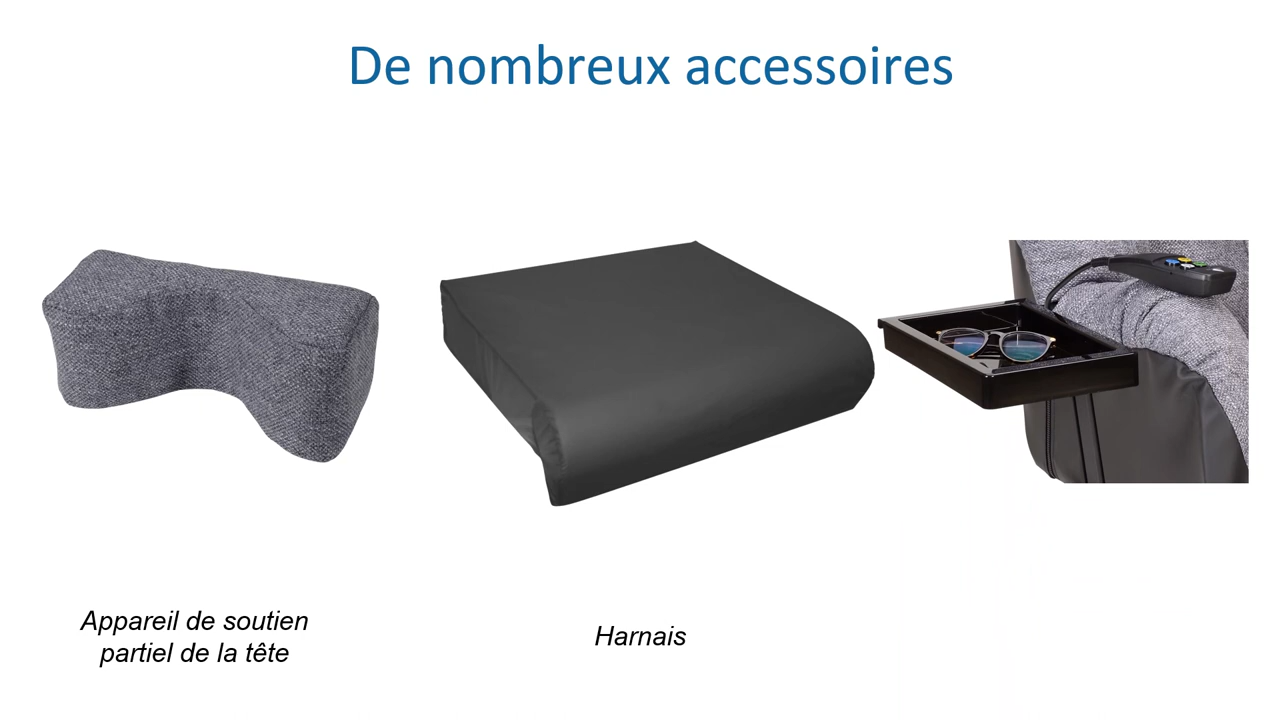 De nombreux accessoires
Appareil de soutien
partiel de la tête
Harnais